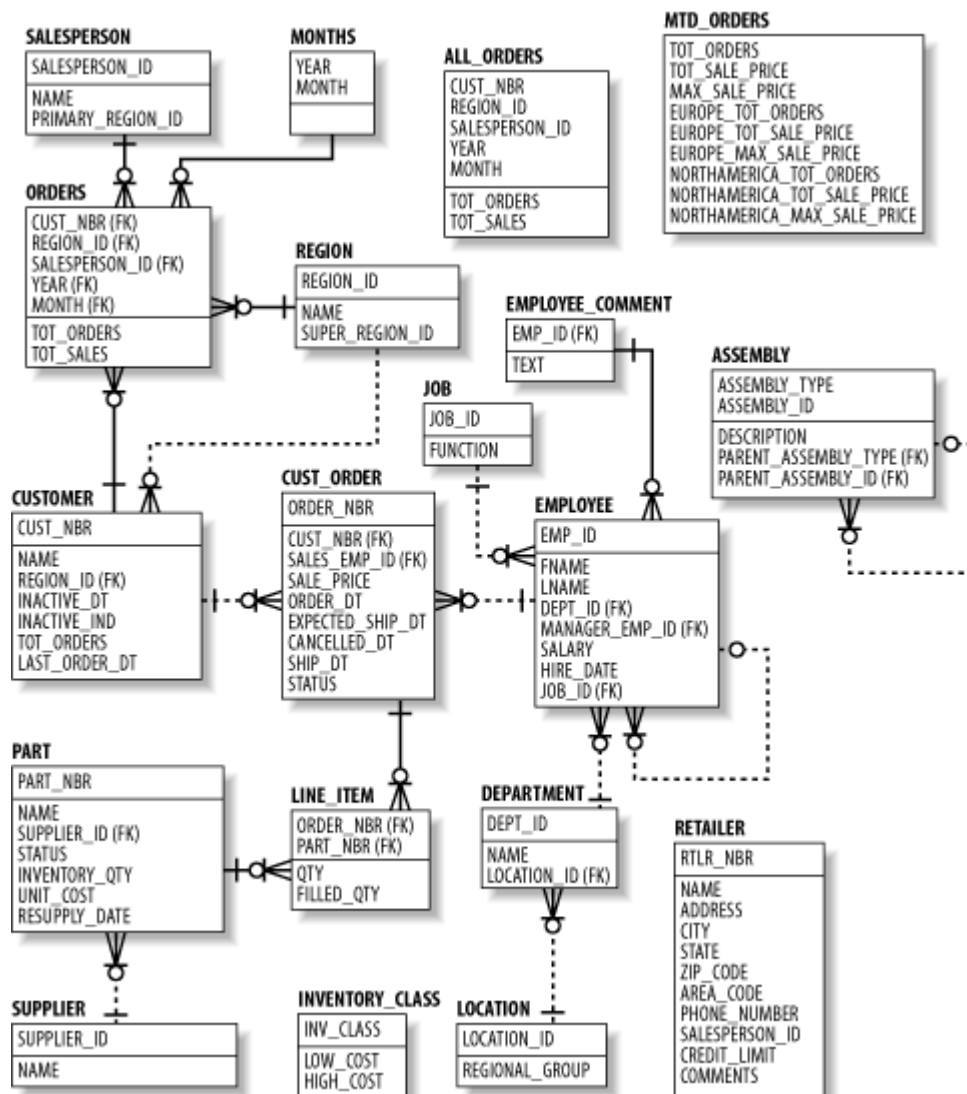 SALESPERSON
SALESPERSON_ID
NAME
PRIMARY_REGION_ID
MONTHS
YEAR
MONTH
ALL_ORDERS
CUST_NBR
REGION_ID
SALESPERSON_ID
YEAR
MONTH
TOT_ORDERS
TOT_SALES
MTD_ORDERS
TOT_ORDERS
TOT_SALE_PRICE
MAX_SALE_PRICE
EUROPE_TOT_ORDERS
EUROPE_TOT_SALE_PRICE
EUROPE_MAX_SALE_PRICE
NORTHAMERICA_TOT_ORDERS
NORTHAMERICA_TOT_SALE_PRICE
NORTHAMERICA_MAX_SALE_PRICE
ORDERS
CUST_NBR (FK)
REGION_ID (FK)
SALESPERSON_ID (FK)
YEAR (FK)
MONTH (FK)
TOT_ORDERS
TOT_SALES
REGION
REGION_ID
NAME
SUPER_REGION_ID
EMPLOYEE_COMMENT
EMP_ID (FK)
TEXT
ASSEMBLY
ASSEMBLY_TYPE
ASSEMBLY_ID
DESCRIPTION
PARENT_ASSEMBLY_TYPE (FK)
PARENT_ASSEMBLY_ID (FK)
JOB
JOB_ID
FUNCTION
CUSTOMER
CUST_NBR
NAME
REGION_ID (FK)
INACTIVE_DT
INACTIVE_IND
TOT_ORDERS
LAST_ORDER_DT
CUST_ORDER
ORDER_NBR
CUST_NBR (FK)
SALES_EMP_ID (FK)
SALE_PRICE
ORDER_DT
EXPECTED_SHIP_DT
CANCELLED_DT
SHIP_DT
STATUS
EMPLOYEE
EMP_ID
FNAME
LNAME
DEPT_ID (FK)
MANAGER_EMP_ID (FK)
SALARY
HIRE_DATE
JOB_ID (FK)
PART
PART_NBR
NAME
SUPPLIER_ID (FK)
STATUS
INVENTORY_QTY
UNIT_COST
RESUPPLY_DATE
LINE_ITEM
ORDER_NBR (FK)
PART_NBR (FK)
QTY
FILLED_QTY
DEPARTMENT
DEPT_ID
NAME
LOCATION_ID (FK)
RETAILER
RTLR_NBR
NAME
ADDRESS
CITY
STATE
ZIP_CODE
AREA_CODE
PHONE_NUMBER
SALESPERSON_ID
CREDIT_LIMIT
COMMENTS
SUPPLIER
SUPPLIER_ID
NAME
INVENTORY_CLASS
INV_CLASS
LOW_COST
HIGH_COST
LOCATION
LOCATION_ID
REGIONAL_GROUP